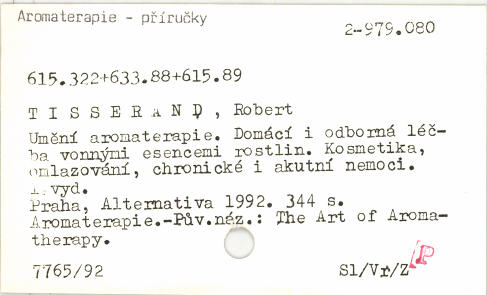 Aromaterapie - příručky
2-979.080
615.322+633.88+615.89
T I S S E R A N D , Robert
Umění aromaterapie. Domácí i odborná léč-
ba vonnými esencemi rostlin. Kosmetika,
omlazování, chronické i akutní nemoci.
1. vyd.
Praha, Alternativa 1992. 344 s.
Aromaterapie.-Pův.náz.: The Art of Aroma-
therapy.
7765/92
Sl/Vr/Z /P